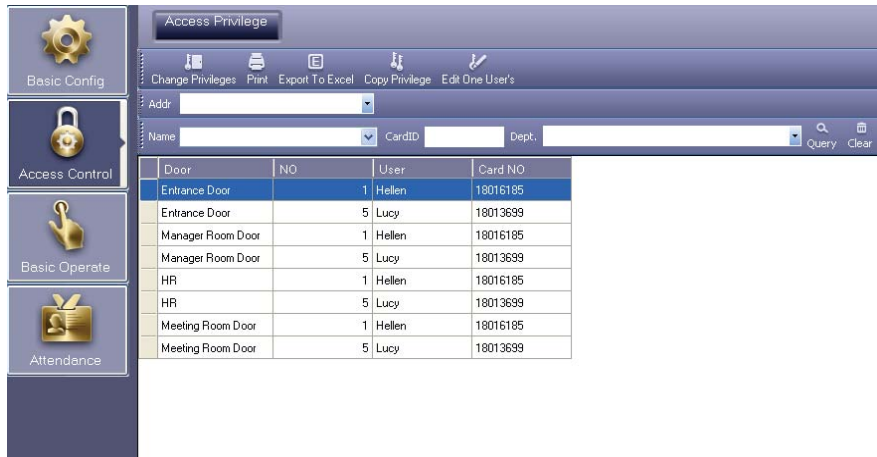 Access Privilege
Basic Config
Change Privileges Print Export To Excel Copy Privilege Edit One User's
Addr
Name CardID Dept. Query Clear
Access Control
Door NO User Card NO
Entrance Door 1 Hellen 18016185
Entrance Door 5 Lucy 18013699
Manager Room Door 1 Hellen 18016185
Manager Room Door 5 Lucy 18013699
Basic Operate
HR 1 Hellen 18016185
HR 5 Lucy 18013699
Meeting Room Door 1 Hellen 18016185
Meeting Room Door 5 Lucy 18013699
Attendance